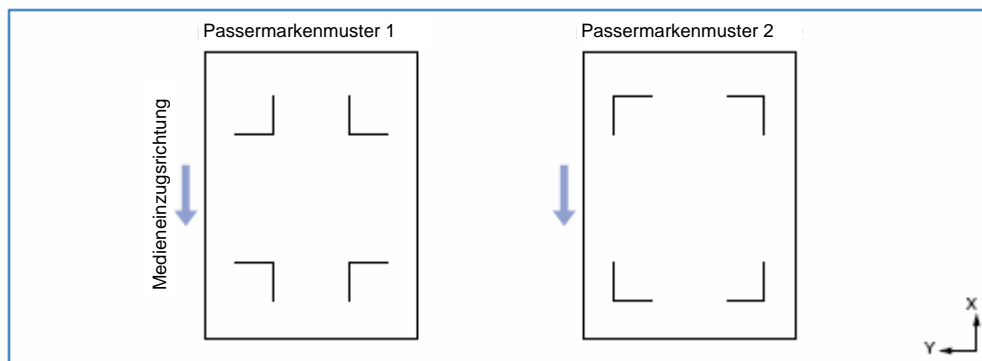 Passermarkenmuster 1
Passermarkenmuster 2
Medieneinzugsrichtung
X
Y